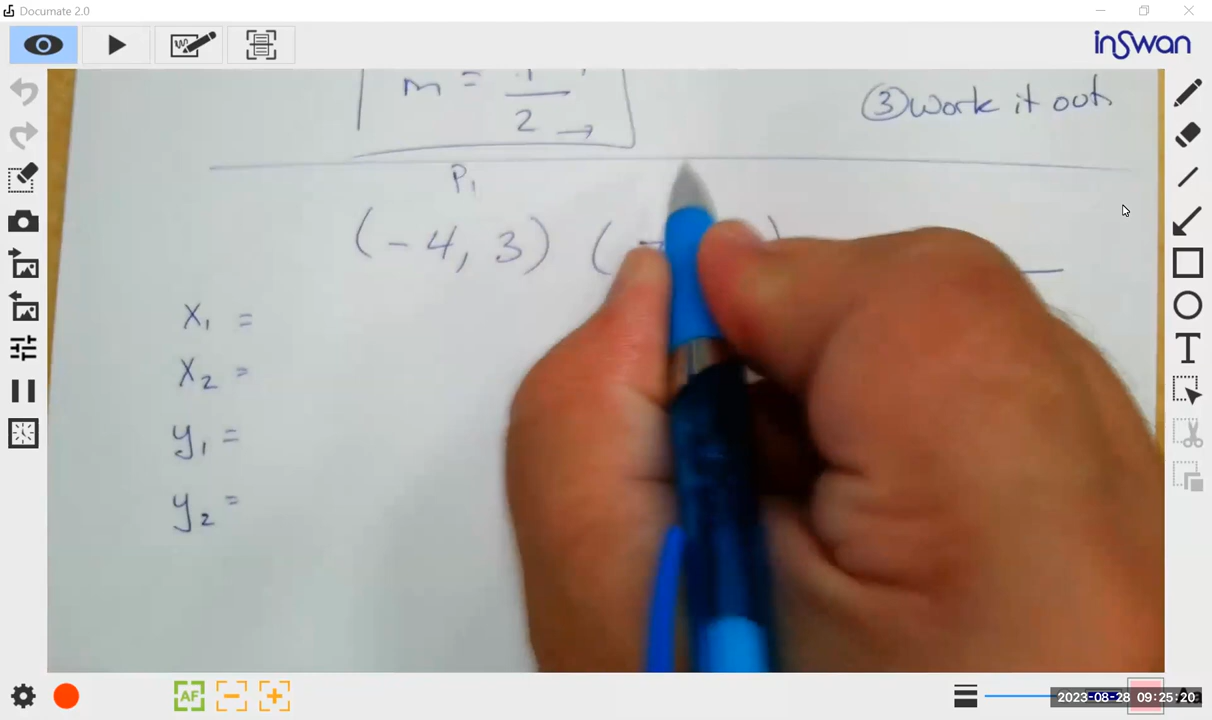 Documate 2.0
inSwan
m =
2 →
③ Work it out
P₁
(-4, 3) (
)
x₁ =
x₂ =
y₁ =
y₂ =
T
AF
2023-08-28 09:25:20